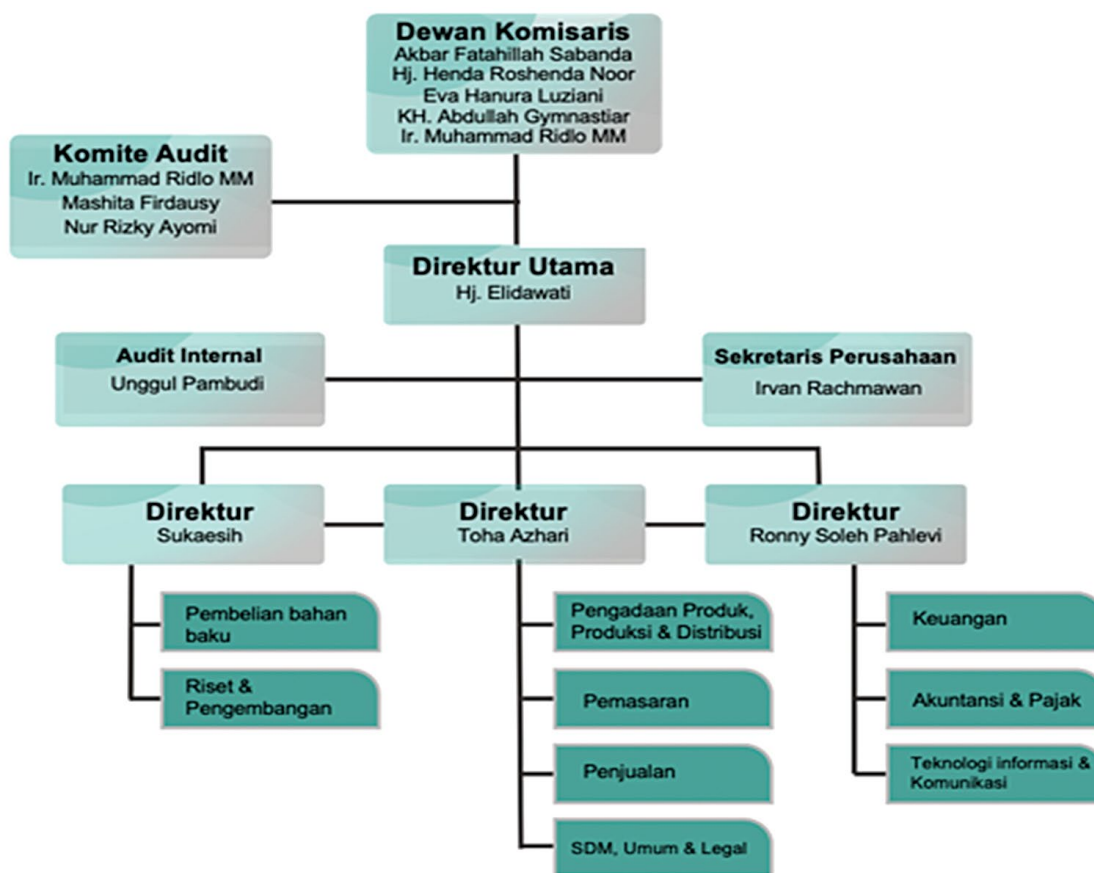 Dewan Komisaris
Akbar Fatahillah Sabanda
Hj. Henda Roshenda Noor
Eva Hanura Luziani
KH. Abdullah Gymnastiar
Ir. Muhammad Ridlo MM
Komite Audit
Ir. Muhammad Ridlo MM
Mashita Firdausy
Nur Rizky Ayomi
Direktur Utama
Hj. Elidawati
Audit Internal
Unggul Pambudi
Sekretaris Perusahaan
Irvan Rachmawan
Direktur
Sukaesih
Direktur
Toha Azhari
Direktur
Ronny Soleh Pahlevi
Pembelian bahan
baku
Riset &
Pengembangan
Pengadaan Produk,
Produksi & Distribusi
Pemasaran
Penjualan
SDM, Umum & Legal
Keuangan
Akuntansi & Pajak
Teknologi informasi &
Komunikasi